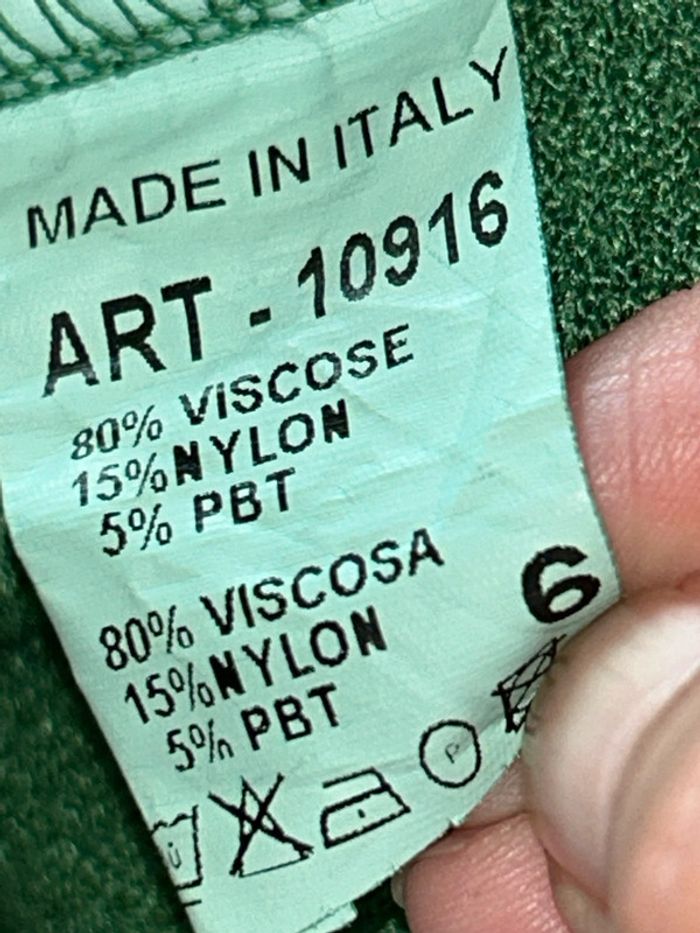 MADE IN ITALY
ART - 10916
80% VISCOSE
15%NYLON
5% PBT
80% VISCOSA
15%NYLON
5% PBT
6
P